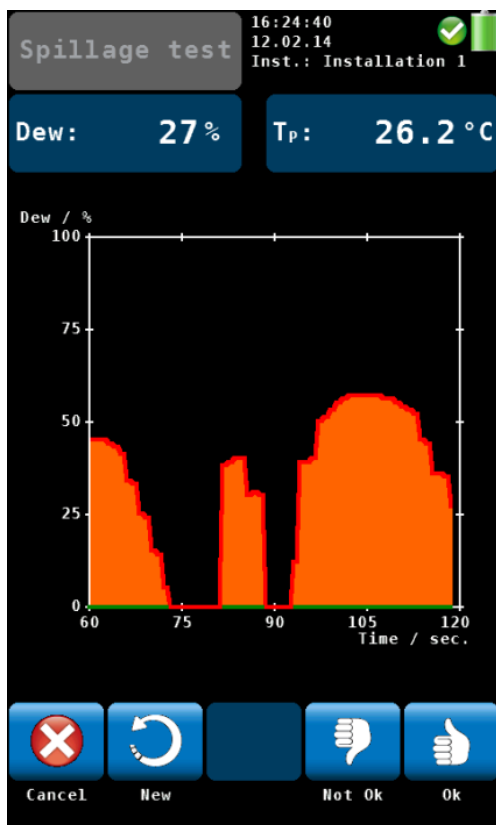 Spillage test
16:24:40
12.02.14
Inst.: Installation 1
Dew: 27 %
TP: 26.2 °C
Dew / %
100
75
50
25
0
60 75 90 105 120
Time / sec.
Cancel New Not Ok Ok